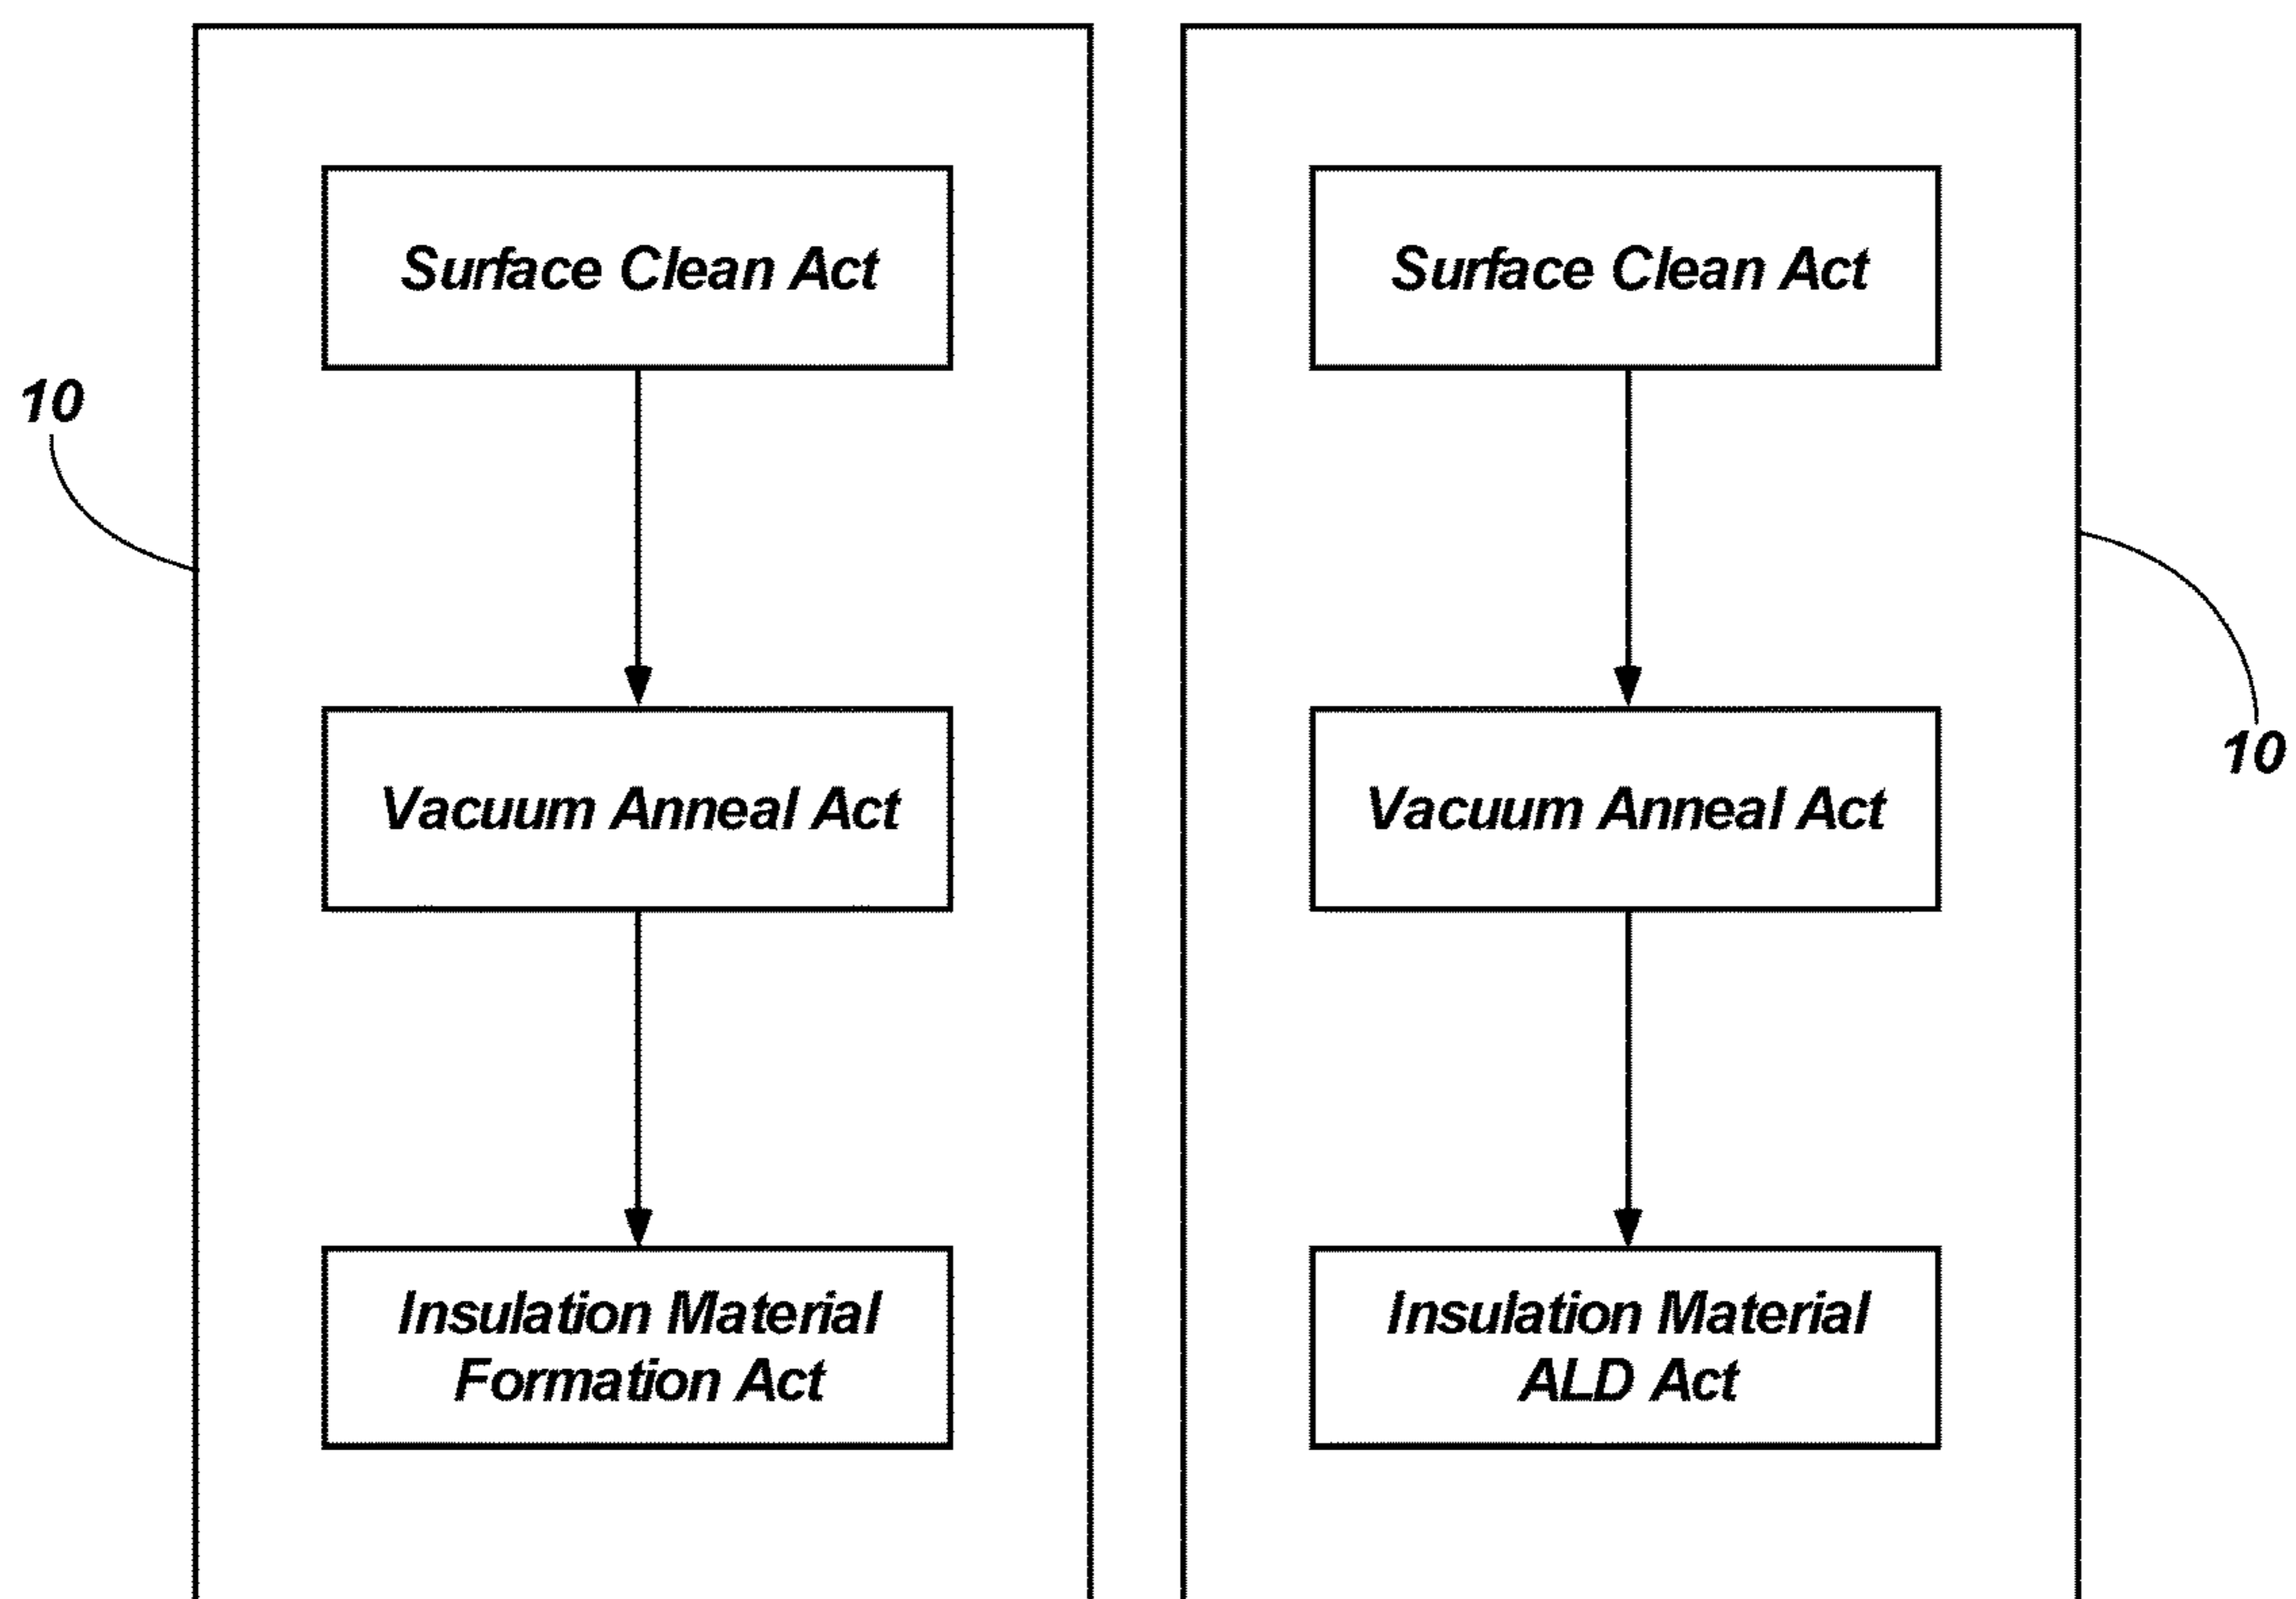 10
Surface Clean Act
Vacuum Anneal Act
Insulation Material
Formation Act
Surface Clean Act
Vacuum Anneal Act
Insulation Material
ALD Act
10